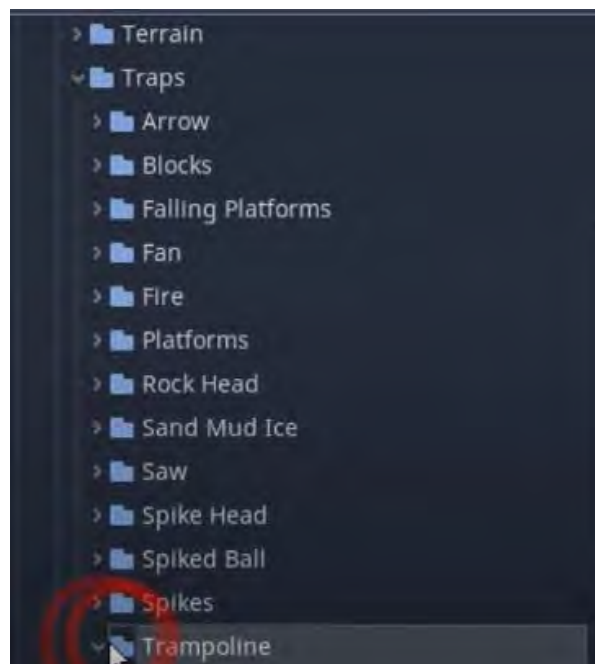 Terrain
Traps
Arrow
Blocks
Falling Platforms
Fan
Fire
Platforms
Rock Head
Sand Mud Ice
Saw
Spike Head
Spiked Ball
Spikes
Trampoline